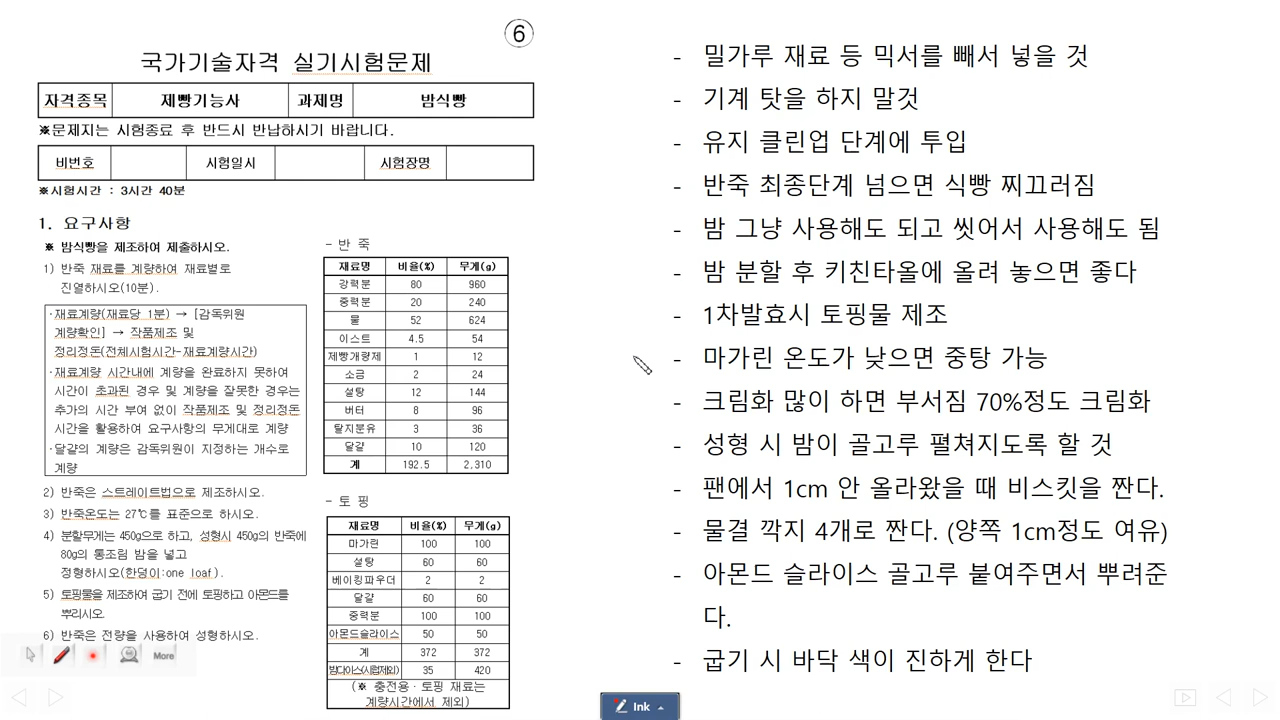 ⑥
국가기술자격 실기시험문제
자격종목 제빵기능사 과제명 밤식빵
※문제지는 시험종료 후 반드시 반납하시기 바랍니다.
비번호 시험일시 시험장명
※시험시간 : 3시간 40분
1. 요구사항
※ 밤식빵을 제조하여 제출하시오.
1) 반죽 재료를 계량하여 재료별로
진열하시오(10분).
·재료계량(재료당 1분) → [감독위원
계량확인] → 작품제조 및
정리정돈(전체시험시간-재료계량시간)
·재료계량 시간내에 계량을 완료하지 못하여
시간이 초과된 경우 및 계량을 잘못한 경우는
추가의 시간 부여 없이 작품제조 및 정리정돈
시간을 활용하여 요구사항의 무게대로 계량
·달걀의 계량은 감독위원이 지정하는 개수로
계량
2) 반죽은 스트레이트법으로 제조하시오.
3) 반죽온도는 27℃를 표준으로 하시오.
4) 분할무게는 450g으로 하고, 성형시 450g의 반죽에
80g의 통조림 밤을 넣고
정형하시오(한덩이:one loaf).
5) 토핑물을 제조하여 굽기 전에 토핑하고 아몬드를
뿌리시오.
6) 반죽은 전량을 사용하여 성형하시오.
- 반 죽
재료명 비율(%) 무게(g)
강력분 80 960
중력분 20 240
물 52 624
이스트 4.5 54
제빵개량제 1 12
소금 2 24
설탕 12 144
버터 8 96
탈지분유 3 36
달걀 10 120
계 192.5 2,310
- 토 핑
재료명 비율(%) 무게(g)
마가린 100 100
설탕 60 60
베이킹파우더 2 2
달걀 60 60
중력분 100 100
아몬드슬라이스 50 50
계 372 372
밤다이스(시럽제외) 35 420
(※ 충전용·토핑 재료는
계량시간에서 제외)
- 밀가루 재료 등 믹서를 빼서 넣을 것
- 기계 탓을 하지 말것
- 유지 클린업 단계에 투입
- 반죽 최종단계 넘으면 식빵 찌끄러짐
- 밤 그냥 사용해도 되고 씻어서 사용해도 됨
- 밤 분할 후 키친타올에 올려 놓으면 좋다
- 1차발효시 토핑물 제조
- 마가린 온도가 낮으면 중탕 가능
- 크림화 많이 하면 부서짐 70%정도 크림화
- 성형 시 밤이 골고루 펼쳐지도록 할 것
- 팬에서 1cm 안 올라왔을 때 비스킷을 짠다.
- 물결 깍지 4개로 짠다. (양쪽 1cm정도 여유)
- 아몬드 슬라이스 골고루 붙여주면서 뿌려준
다.
- 굽기 시 바닥 색이 진하게 한다
More
Ink